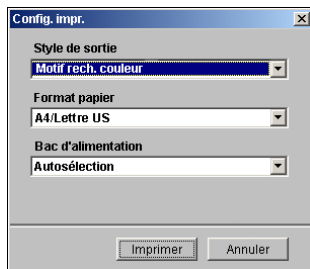 Config. impr.
Style de sortie
Motif rech. couleur
Format papier
A4/Lettre US
Bac d'alimentation
Autosélection
Imprimer Annuler